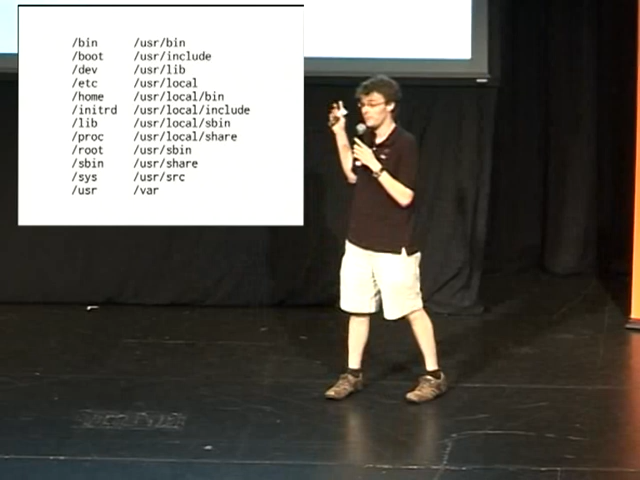 /bin /usr/bin
/boot /usr/include
/dev /usr/lib
/etc /usr/local
/home /usr/local/bin
/initrd /usr/local/include
/lib /usr/local/sbin
/proc /usr/local/share
/root /usr/sbin
/sbin /usr/share
/sys /usr/src
/usr /var